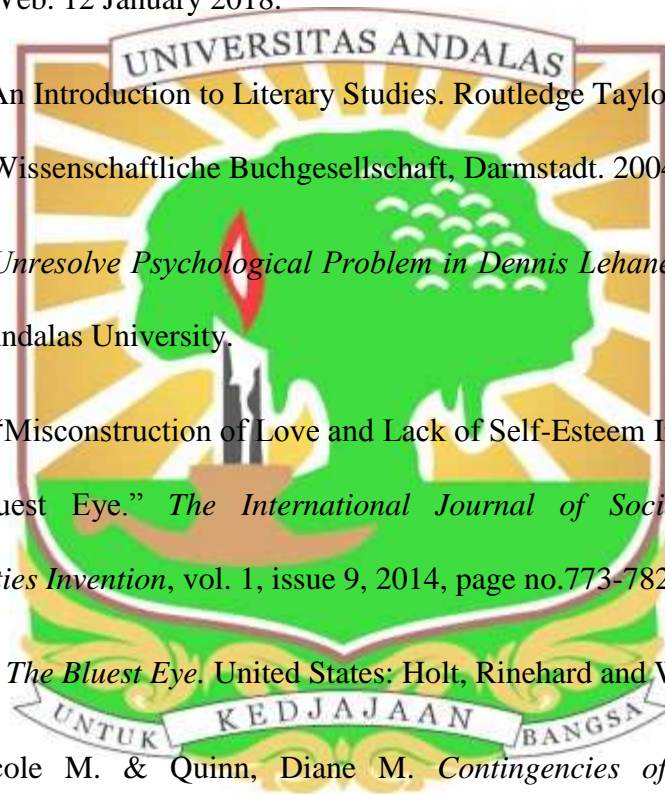 Web. 12 January 2018.
UNIVERSITAS ANDALAS
An Introduction to Literary Studies. Routledge Taylo
Wissenschaftliche Buchgesellschaft, Darmstadt. 2004
Unresolve Psychological Problem in Dennis Lehane
Andalas University.
“Misconstruction of Love and Lack of Self-Esteem I
uest Eye.” The International Journal of Soci
ties Invention, vol. 1, issue 9, 2014, page no.773-782
The Bluest Eye. United States: Holt, Rinehard and
UNTUK KEDJAJAAN BANGSA
cole M. & Quinn, Diane M. Contingencies of